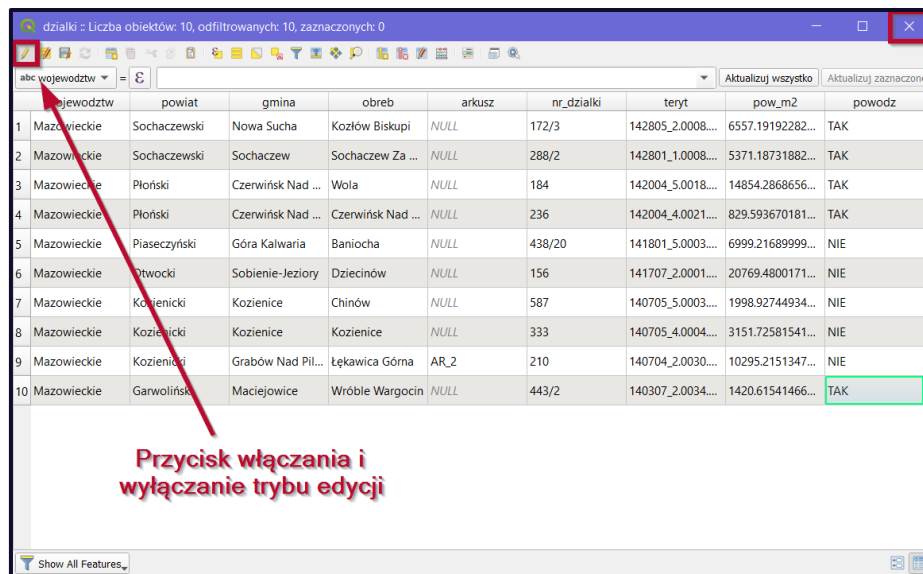 dzialki :: Liczba obiektów: 10, odfiltrowanych: 10, zaznaczonych: 0
abc wojewodztw = ε Aktualizuj wszystko Aktualizuj zaznaczone
wojewodztw powiat gmina obreb arkusz nr_dzialki teryt pow_m2 powodz
1 Mazowieckie Sochaczewski Nowa Sucha Kozłów Biskupi NULL 172/3 142805_2.0008.... 6557.19192282... TAK
2 Mazowieckie Sochaczewski Sochaczew Sochaczew Za ... NULL 288/2 142801_1.0008.... 5371.18731882... TAK
3 Mazowieckie Płoński Czerwińsk Nad ... Wola NULL 184 142004_5.0018.... 14854.2868656... TAK
4 Mazowieckie Płoński Czerwińsk Nad ... Czerwińsk Nad ... NULL 236 142004_4.0021.... 829.593670181... TAK
5 Mazowieckie Piaseczyński Góra Kalwaria Baniocha NULL 438/20 141801_5.0003.... 6999.21689999... NIE
6 Mazowieckie Otwocki Sobienie-Jeziory Dziecinów NULL 156 141707_2.0001.... 20769.4800171... NIE
7 Mazowieckie Kozienicki Kozienice Chinów NULL 587 140705_5.0003.... 1998.92744934... NIE
8 Mazowieckie Kozienicki Kozienice Kozienice NULL 333 140705_4.0004.... 3151.72581541... NIE
9 Mazowieckie Kozienicki Grabów Nad Pil... Łękawica Górna AR_2 210 140704_2.0030.... 10295.2151347... NIE
10 Mazowieckie Garwoliński Maciejowice Wróble Wargocin NULL 443/2 140307_2.0034.... 1420.61541466... TAK
Przycisk włączania i
wyłączanie trybu edycji
Show All Features